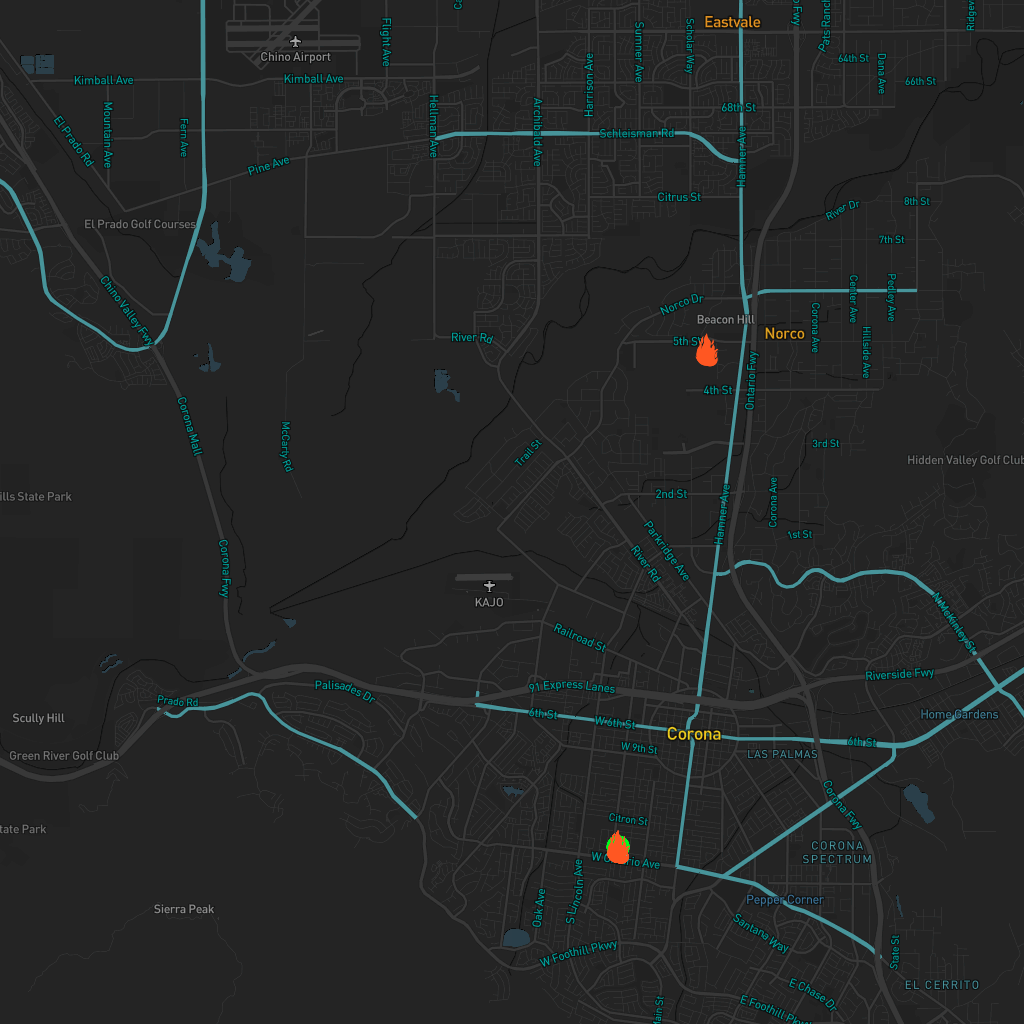 Eastvale
Ontario Fwy
Flight Ave
Sumner Ave
Scholar Way
Chino Airport
64th St
Dana Ave
66th St
Kimball Ave
Kimball Ave
Harrison Ave
Mountain Ave
Hellman Ave
Archibald Ave
68th St
Fern Ave
El Prado Rd
Schleisman Rd
Hamner Ave
Pine Ave
Citrus St
8th St
River Dr
El Prado Golf Courses
7th St
Chino Valley Fwy
Norco Dr
Center Ave
Pedley Ave
Beacon Hill
Corona Ave
Norco
River Rd
5th St
Hillside Ave
Ontario Fwy
4th St
Corona Mall
McCarty Rd
Trail St
3rd St
Hidden Valley Golf Club
ills State Park
2nd St
Corona Ave
Hamner Ave
1st St
Parkridge Ave
River Rd
Corona Fwy
KAJO
N McKinley St
Railroad St
Riverside Fwy
91 Express Lanes
Palisades Dr
Prado Rd
6th St
Scully Hill
W 6th St
Home Gardens
Corona
6th St
W 9th St
LAS PALMAS
Green River Golf Club
Corona Fwy
Citron St
tate Park
CORONA
SPECTRUM
W Ontario Ave
S Lincoln Ave
Oak Ave
Pepper Corner
Sierra Peak
Santana Way
State St
W Foothill Pkwy
EL CERRITO
E Chase Dr
E Foothill Pkwy
Main St